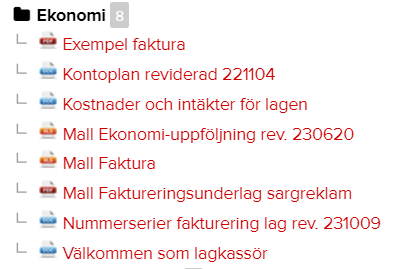 Ekonomi 8
Exempel faktura
Kontoplan reviderad 221104
Kostnader och intäkter för lagen
Mall Ekonomi-uppföljning rev. 230620
Mall Faktura
Mall Faktureringsunderlag sargreklam
Nummerserier fakturering lag rev. 231009
Välkommen som lagkassör